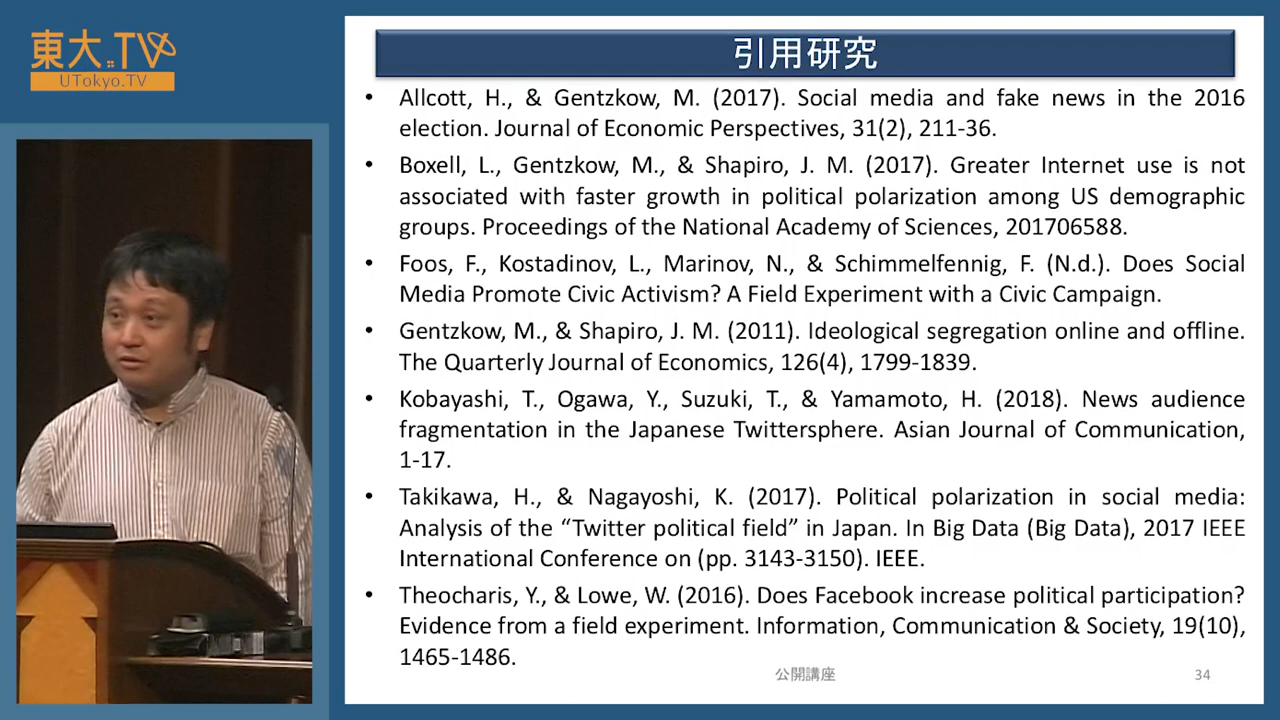 東大.TV
UTokyo.TV
引用研究
• Allcott, H., & Gentzkow, M. (2017). Social media and fake news in the 2016
election. Journal of Economic Perspectives, 31(2), 211-36.
• Boxell, L., Gentzkow, M., & Shapiro, J. M. (2017). Greater Internet use is not
associated with faster growth in political polarization among US demographic
groups. Proceedings of the National Academy of Sciences, 201706588.
• Foos, F., Kostadinov, L., Marinov, N., & Schimmelfennig, F. (N.d.). Does Social
Media Promote Civic Activism? A Field Experiment with a Civic Campaign.
• Gentzkow, M., & Shapiro, J. M. (2011). Ideological segregation online and offline.
The Quarterly Journal of Economics, 126(4), 1799-1839.
• Kobayashi, T., Ogawa, Y., Suzuki, T., & Yamamoto, H. (2018). News audience
fragmentation in the Japanese Twittersphere. Asian Journal of Communication,
1-17.
• Takikawa, H., & Nagayoshi, K. (2017). Political polarization in social media:
Analysis of the “Twitter political field” in Japan. In Big Data (Big Data), 2017 IEEE
International Conference on (pp. 3143-3150). IEEE.
• Theocharis, Y., & Lowe, W. (2016). Does Facebook increase political participation?
Evidence from a field experiment. Information, Communication & Society, 19(10),
1465-1486.
公開講座
34